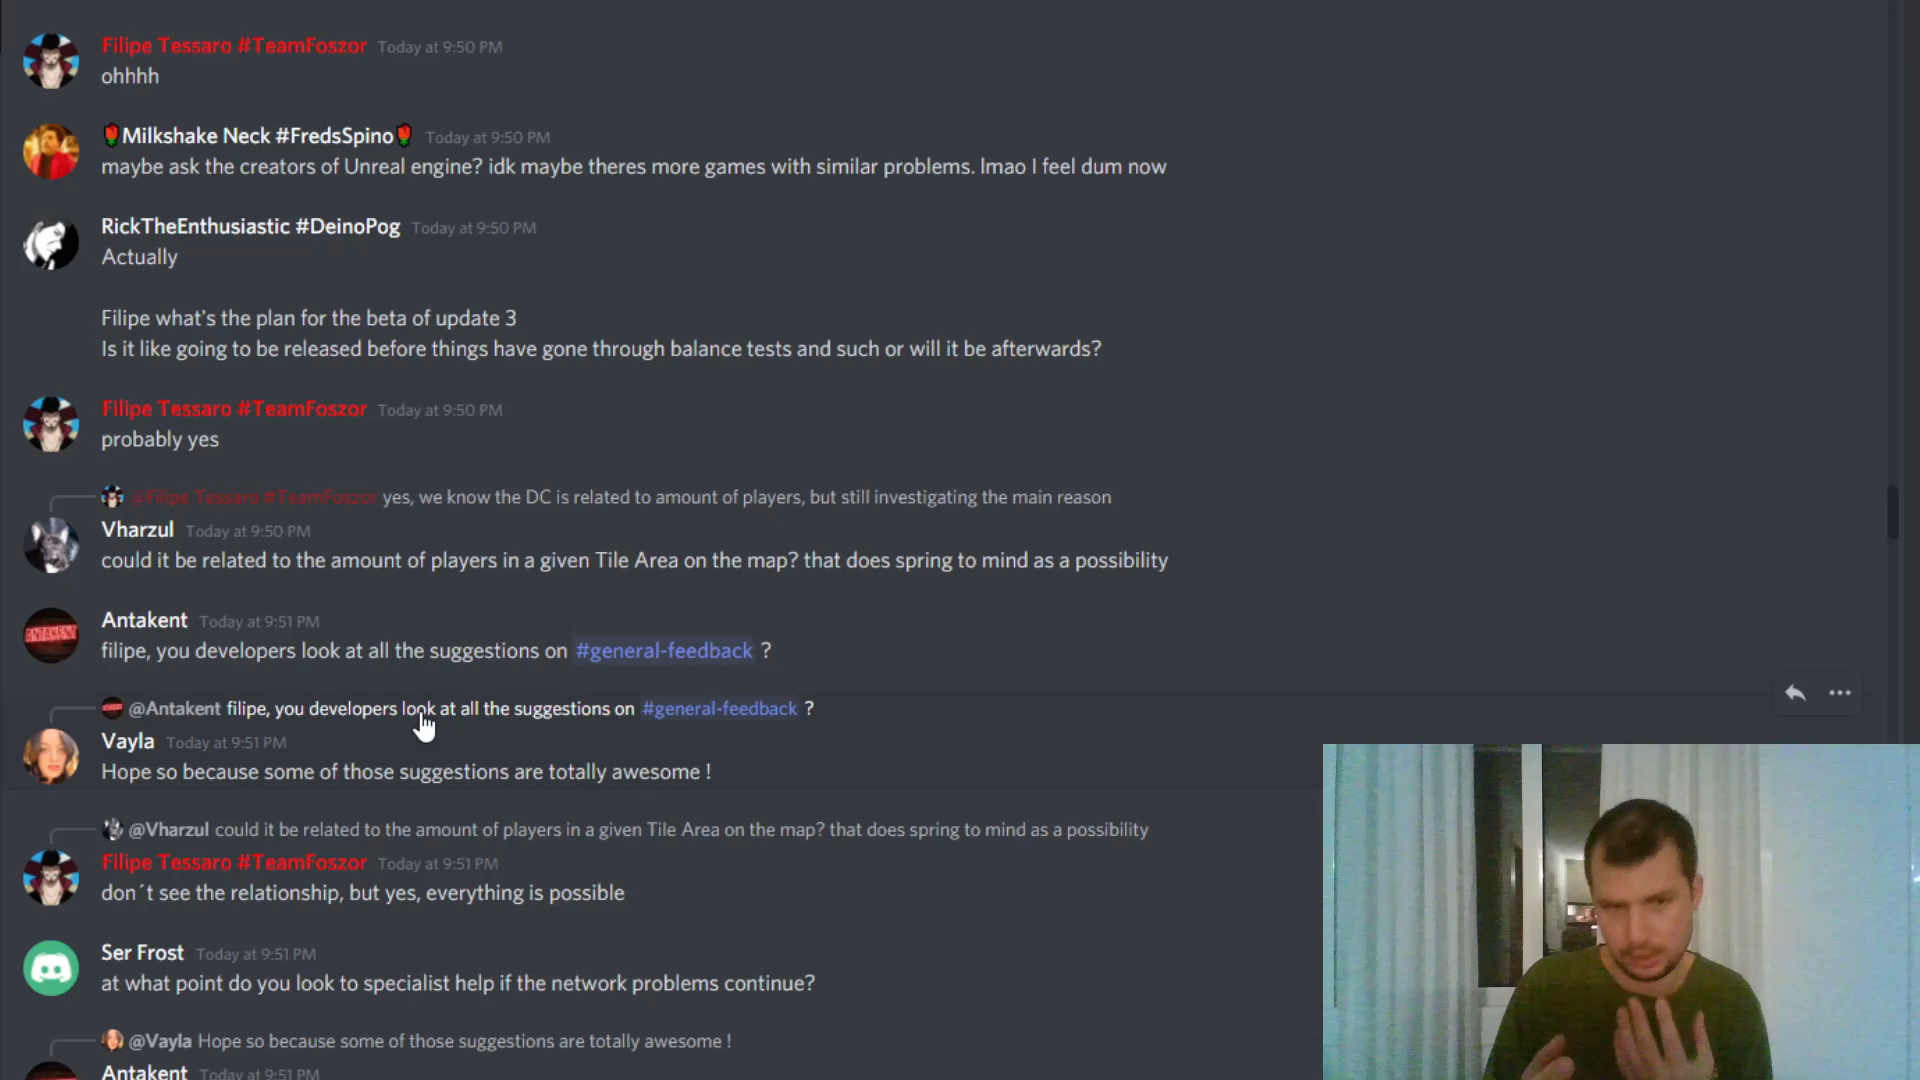 Filipe Tessaro #TeamFoszor Today at 9:50 PM
ohhhh
🌹Milkshake Neck #FredsSpino🌹 Today at 9:50 PM
maybe ask the creators of Unreal engine? idk maybe theres more games with similar problems. lmao I feel dum now
RickTheEnthusiastic #DeinoPog Today at 9:50 PM
Actually
Filipe what's the plan for the beta of update 3
Is it like going to be released before things have gone through balance tests and such or will it be afterwards?
Filipe Tessaro #TeamFoszor Today at 9:50 PM
probably yes
@Filipe Tessaro #TeamFoszor yes, we know the DC is related to amount of players, but still investigating the main reason
Vharzul Today at 9:50 PM
could it be related to the amount of players in a given Tile Area on the map? that does spring to mind as a possibility
ANTAKENT
Antakent Today at 9:51 PM
filipe, you developers look at all the suggestions on #general-feedback ?
@Antakent filipe, you developers look at all the suggestions on #general-feedback ?
Vayla Today at 9:51 PM
Hope so because some of those suggestions are totally awesome !
@Vharzul could it be related to the amount of players in a given Tile Area on the map? that does spring to mind as a possibility
Filipe Tessaro #TeamFoszor Today at 9:51 PM
don´t see the relationship, but yes, everything is possible
Ser Frost Today at 9:51 PM
at what point do you look to specialist help if the network problems continue?
@Vayla Hope so because some of those suggestions are totally awesome !
Antakent Today at 9:51 PM